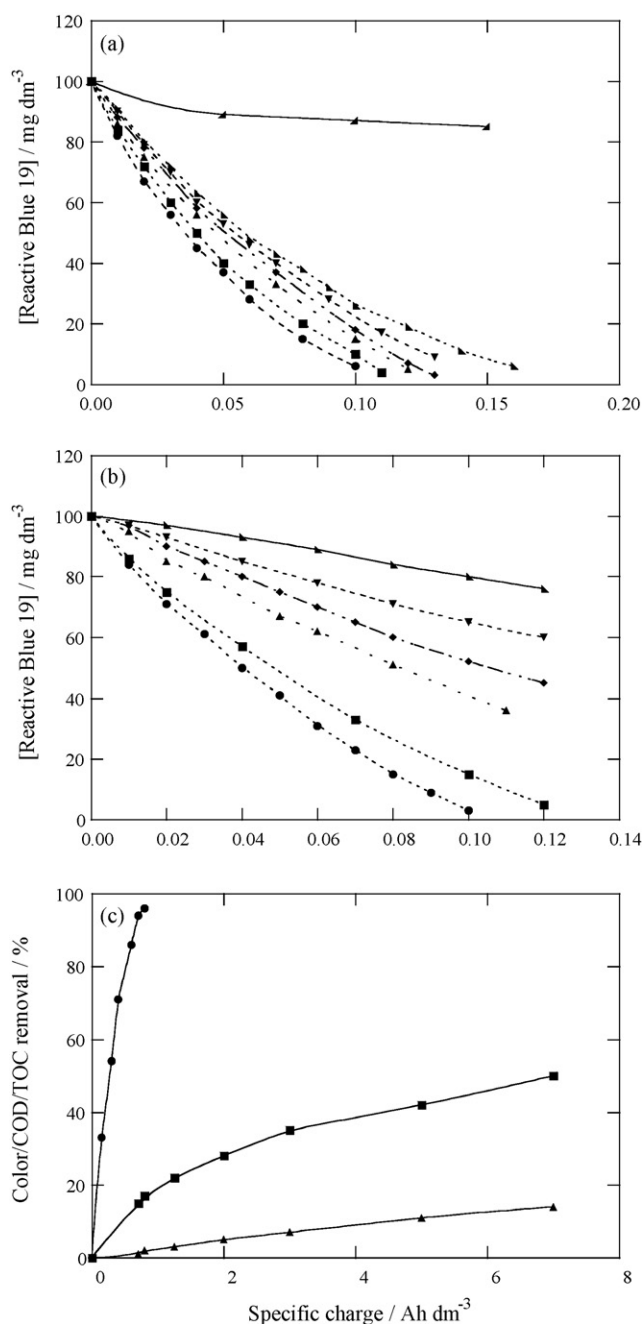 (a)
[Reactive Blue 19] / mg dm⁻³
120
100
80
60
40
20
0
0.00 0.05 0.10 0.15 0.20
(b)
[Reactive Blue 19] / mg dm⁻³
120
100
80
60
40
20
0
0.00 0.02 0.04 0.06 0.08 0.10 0.12 0.14
(c)
Color/COD/TOC removal / %
100
80
60
40
20
0
0 2 4 6 8
Specific charge / Ah dm⁻³